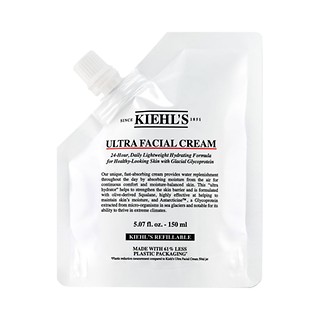 SINCE KIEHL'S 1851
ULTRA FACIAL CREAM
24-Hour, Daily Lightweight Hydrating Formula
for Healthy-Looking Skin with Glacial Glycoprotein
Our unique, fast-absorbing cream provides water replenishment
throughout the day by absorbing moisture from the air for
continuous comfort and moisture-balanced skin. This "ultra
hydrator" helps to strengthen the skin barrier and is formulated
with olive-derived Squalane, highly effective at helping to
maintain skin's moisture, and Antarcticine™, a Glycoprotein
extracted from micro-organisms in sea glaciers and notable for its
ability to thrive in extreme climates.
5.07 fl. oz. - 150 ml
KIEHL'S REFILLABLE
MADE WITH 61% LESS
PLASTIC PACKAGING*